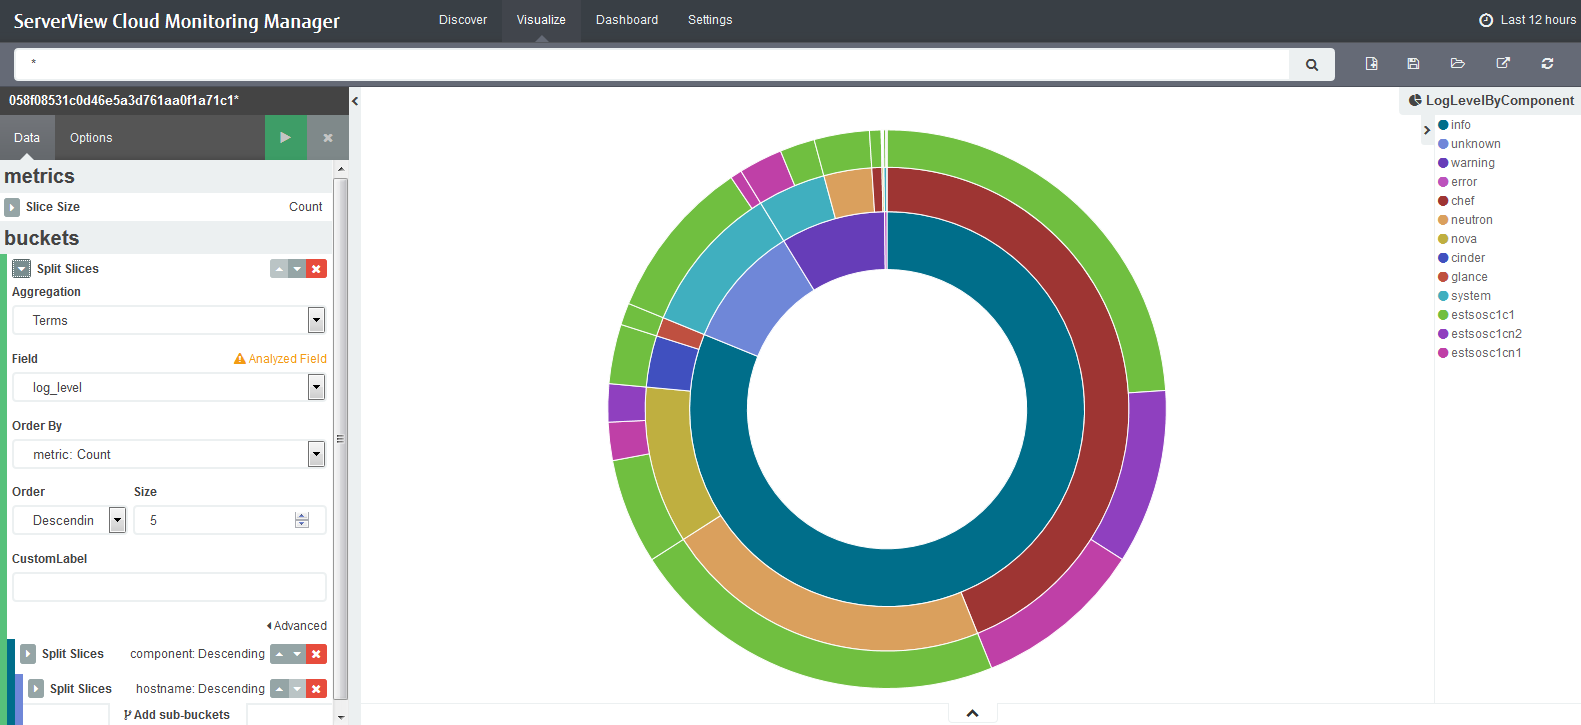 ServerView Cloud Monitoring Manager
Discover
Visualize
Dashboard
Settings
Last 12 hours
*
058f08531c0d46e5a3d761aa0f1a71c1*
Data
Options
metrics
Slice Size
Count
buckets
Split Slices
Aggregation
Terms
Field
Analyzed Field
log_level
Order By
metric: Count
Order
Size
Descendin
5
CustomLabel
Advanced
Split Slices
component: Descending
Split Slices
hostname: Descending
Add sub-buckets
LogLevelByComponent
info
unknown
warning
error
chef
neutron
nova
cinder
glance
system
estsosc1c1
estsosc1cn2
estsosc1cn1